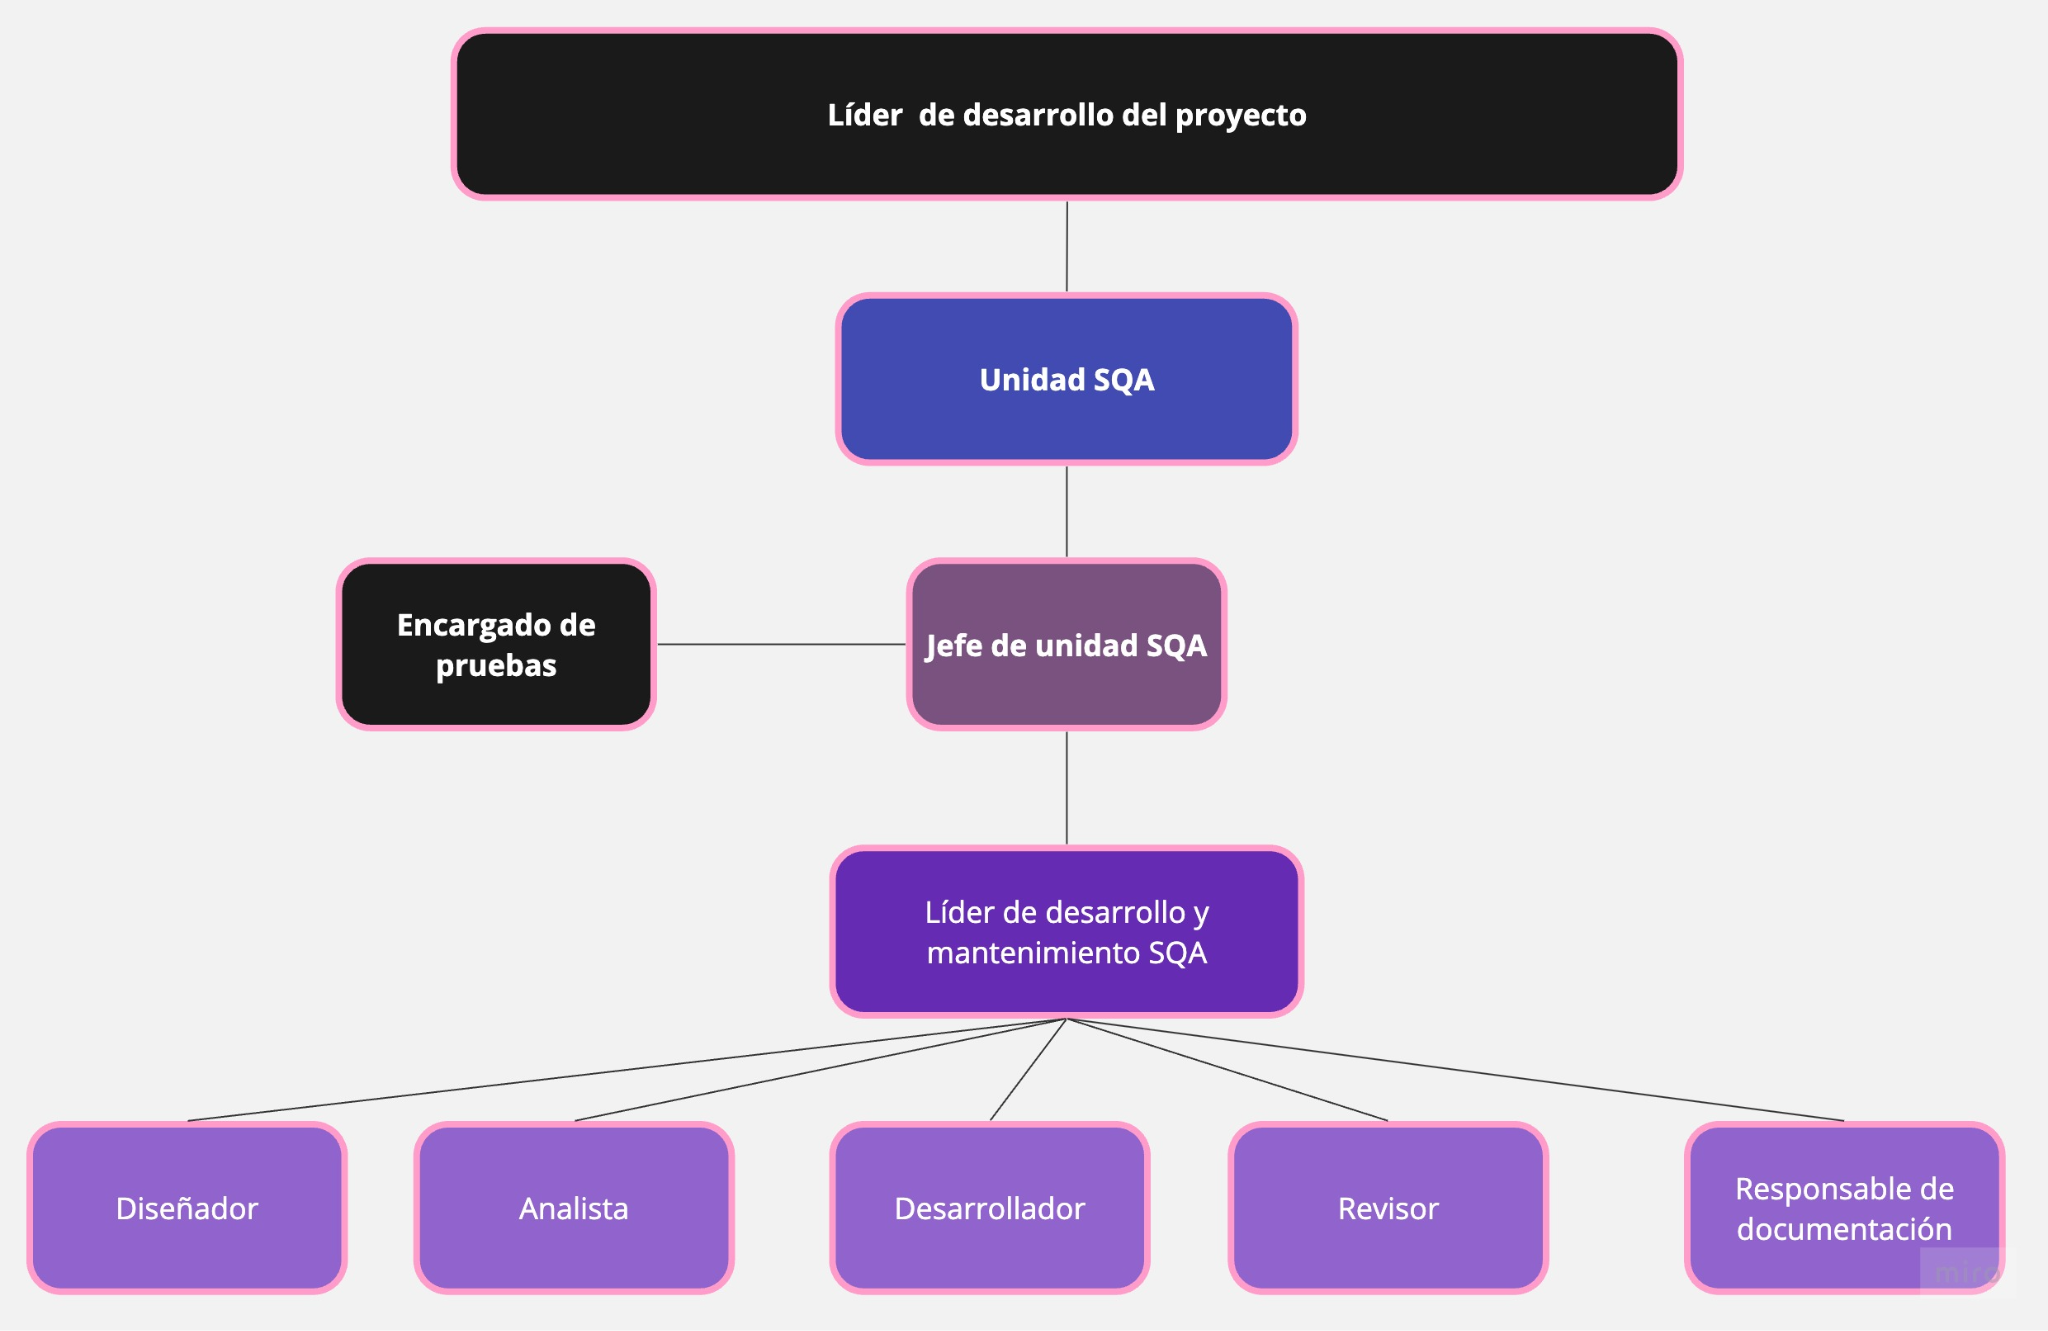 Líder de desarrollo del proyecto
Unidad SQA
Encargado de
pruebas
Jefe de unidad SQA
Líder de desarrollo y
mantenimiento SQA
Diseñador
Analista
Desarrollador
Revisor
Responsable de
documentación
miro